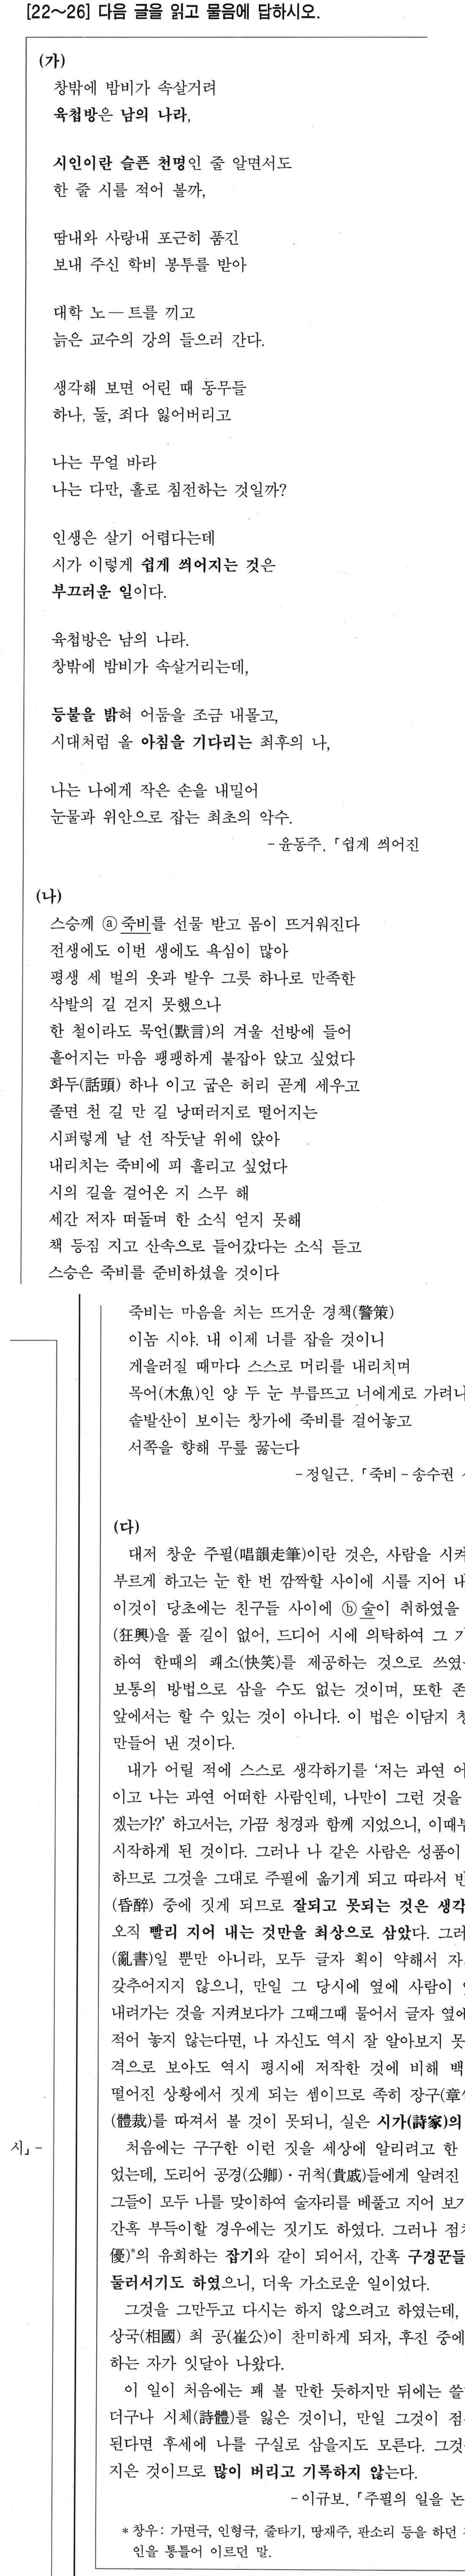 [22～26] 다음 글을 읽고 물음에 답하시오.
(가)
창밖에 밤비가 속살거려
육첩방은 남의 나라,
시인이란 슬픈 천명인 줄 알면서도
한 줄 시를 적어 볼까,
땀내와 사랑내 포근히 품긴
보내 주신 학비 봉투를 받아
대학 노 ─ 트를 끼고
늙은 교수의 강의 들으러 간다.
생각해 보면 어린 때 동무들
하나, 둘, 죄다 잃어버리고
나는 무얼 바라
나는 다만, 홀로 침전하는 것일까?
인생은 살기 어렵다는데
시가 이렇게 쉽게 씌어지는 것은
부끄러운 일이다.
육첩방은 남의 나라.
창밖에 밤비가 속살거리는데,
등불을 밝혀 어둠을 조금 내몰고,
시대처럼 올 아침을 기다리는 최후의 나,
나는 나에게 작은 손을 내밀어
눈물과 위안으로 잡는 최초의 악수.
- 윤동주, 「쉽게 씌어진
(나)
스승께 ⓐ 죽비를 선물 받고 몸이 뜨거워진다
전생에도 이번 생에도 욕심이 많아
평생 세 벌의 옷과 발우 그릇 하나로 만족한
삭발의 길 걷지 못했으나
한 철이라도 묵언(默言)의 겨울 선방에 들어
흩어지는 마음 팽팽하게 붙잡아 앉고 싶었다
화두(話頭) 하나 이고 굽은 허리 곧게 세우고
졸면 천 길 만 길 낭떠러지로 떨어지는
시퍼렇게 날 선 작둣날 위에 앉아
내리치는 죽비에 피 흘리고 싶었다
시의 길을 걸어온 지 스무 해
세간 저자 떠돌며 한 소식 얻지 못해
책 등짐 지고 산속으로 들어갔다는 소식 듣고
스승은 죽비를 준비하셨을 것이다
죽비는 마음을 치는 뜨거운 경책(警策)
이놈 시야. 내 이제 너를 잡을 것이니
게을러질 때마다 스스로 머리를 내리치며
목어(木魚)인 양 두 눈 부릅뜨고 너에게로 가려니
솥발산이 보이는 창가에 죽비를 걸어놓고
서쪽을 향해 무릎 꿇는다
- 정일근, 「죽비 - 송수권
(다)
대저 창운 주필(唱韻走筆)이란 것은, 사람을 시켜
부르게 하고는 눈 한 번 깜짝할 사이에 시를 지어 내
이것이 당초에는 친구들 사이에 ⓑ 술이 취하였을
(狂興)을 풀 길이 없어, 드디어 시에 의탁하여 그 기
하여 한때의 쾌소(快笑)를 제공하는 것으로 쓰였
보통의 방법으로 삼을 수도 없는 것이며, 또한 존
앞에서는 할 수 있는 것이 아니다. 이 법은 이담지 청
만들어 낸 것이다.
내가 어릴 적에 스스로 생각하기를 '저는 과연 어
이고 나는 과연 어떠한 사람인데, 나만이 그런 것을
겠는가?' 하고서는, 가끔 청경과 함께 지었으니, 이때부
시작하게 된 것이다. 그러나 나 같은 사람은 성품이
하므로 그것을 그대로 주필에 옮기게 되고 따라서 반
(昏醉) 중에 짓게 되므로 잘되고 못되는 것은 생각
오직 빨리 지어 내는 것만을 최상으로 삼았다. 그러
(亂書)일 뿐만 아니라, 모두 글자 획이 약해서 자
갖추어지지 않으니, 만일 그 당시에 옆에 사람이
내려가는 것을 지켜보다가 그때그때 물어서 글자 옆에
적어 놓지 않는다면, 나 자신도 역시 잘 알아보지 못
격으로 보아도 역시 평시에 저작한 것에 비해 백
떨어진 상황에서 짓게 되는 셈이므로 족히 장구(章
(體裁)를 따져서 볼 것이 못되니, 실은 시가(詩家)의
시」-
처음에는 구구한 이런 짓을 세상에 알리려고 한
었는데, 도리어 공경(公卿)·귀척(貴戚)들에게 알려진
그들이 모두 나를 맞이하여 술자리를 베풀고 지어 보기
간혹 부득이할 경우에는 짓기도 하였다. 그러나 점차
優)*의 유희하는 잡기와 같이 되어서, 간혹 구경꾼들
둘러서기도 하였으니, 더욱 가소로운 일이었다.
그것을 그만두고 다시는 하지 않으려고 하였는데,
상국(相國) 최 공(崔公)이 찬미하게 되자, 후진 중에
하는 자가 잇달아 나왔다.
이 일이 처음에는 꽤 볼 만한 듯하지만 뒤에는 쓸
더구나 시체(詩體)를 잃은 것이니, 만일 그것이 점
된다면 후세에 나를 구실로 삼을지도 모른다. 그것
지은 것이므로 많이 버리고 기록하지 않는다.
- 이규보, 「주필의 일을 논
* 창우: 가면극, 인형극, 줄타기, 땅재주, 판소리 등을 하던
인을 통틀어 이르던 말.